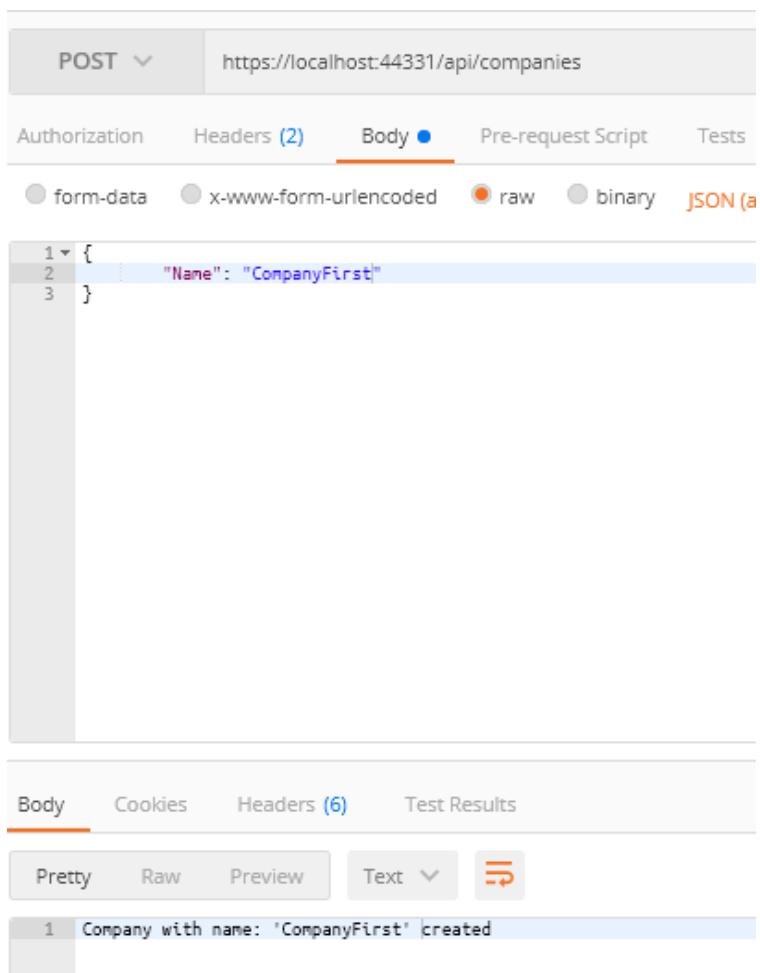 POST https://localhost:44331/api/companies
Authorization Headers (2) Body Pre-request Script Tests
form-data x-www-form-urlencoded raw binary JSON (a
1 {
2 "Name": "CompanyFirst"
3 }
Body Cookies Headers (6) Test Results
Pretty Raw Preview Text
1 Company with name: 'CompanyFirst' created